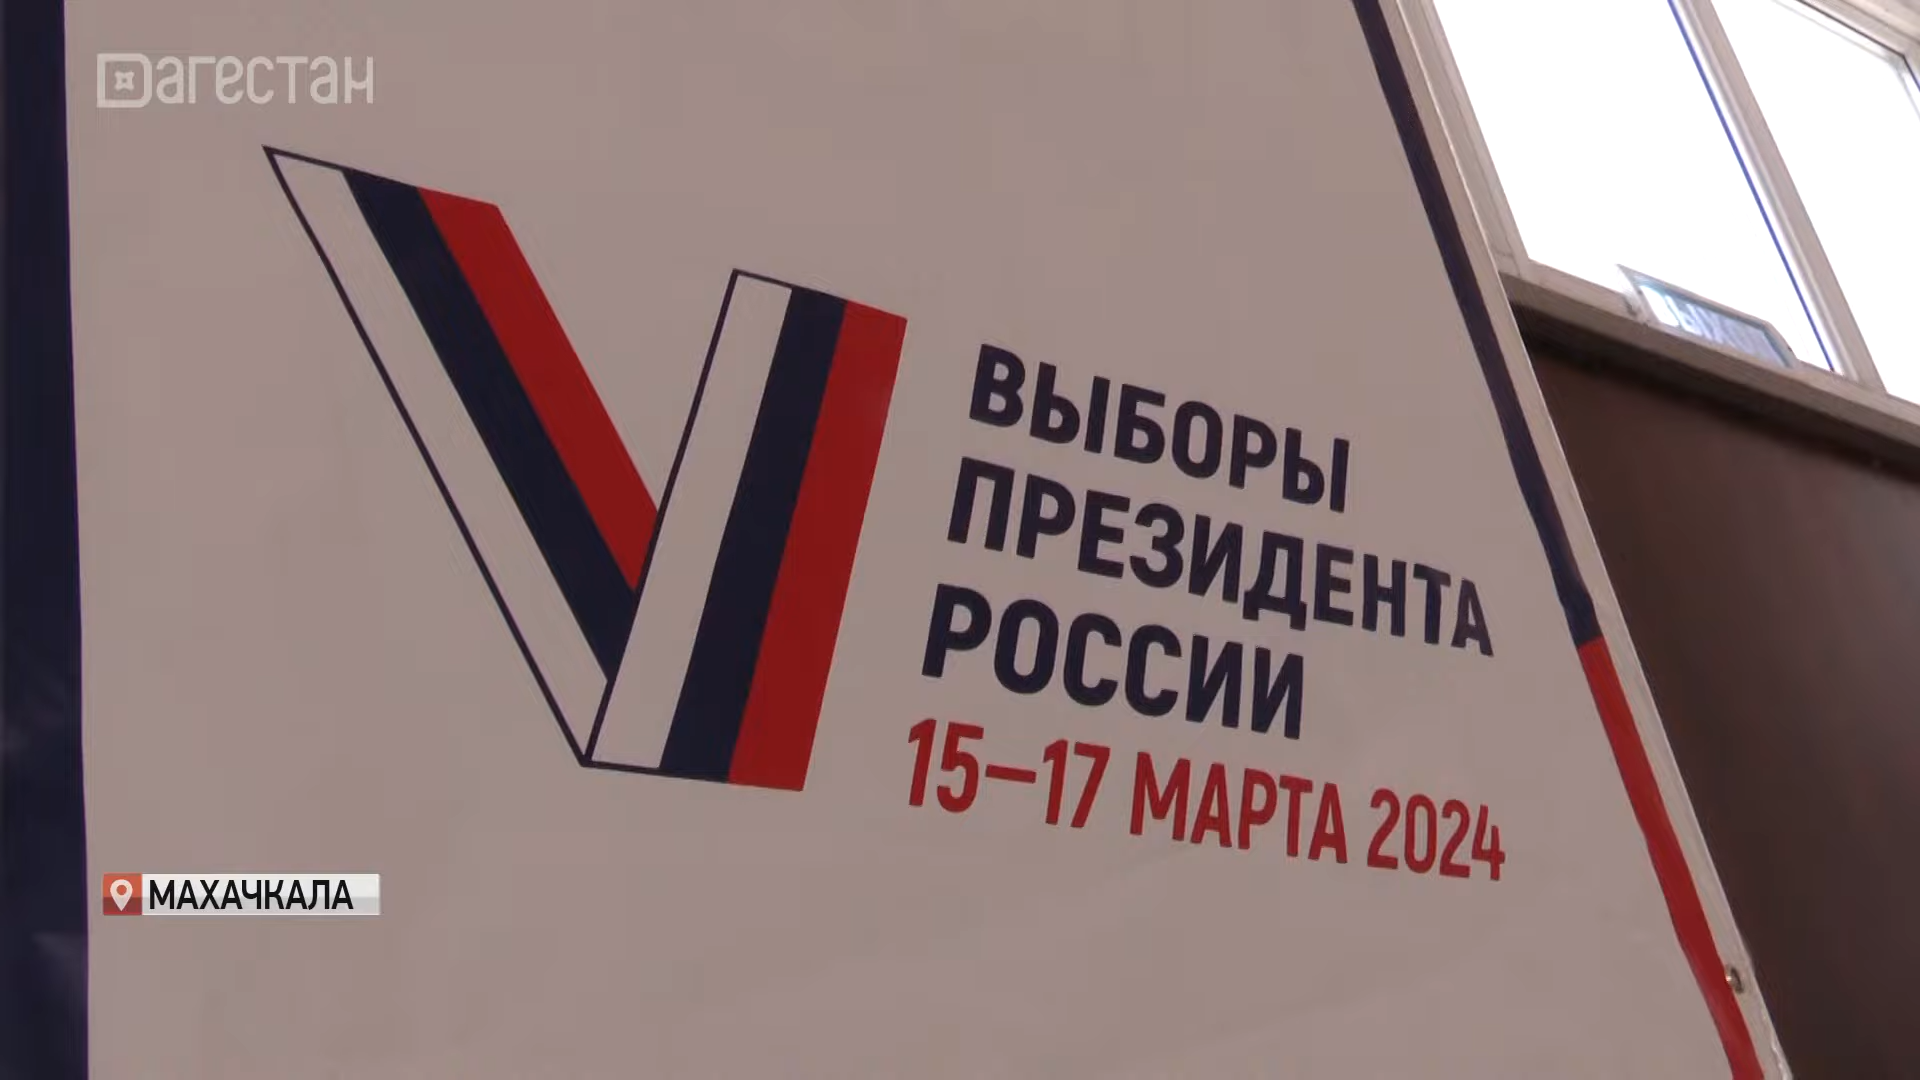 Дагестан
ВЫБОРЫ
ПРЕЗИДЕНТА
РОССИИ
15–17 МАРТА 2024
МАХАЧКАЛА